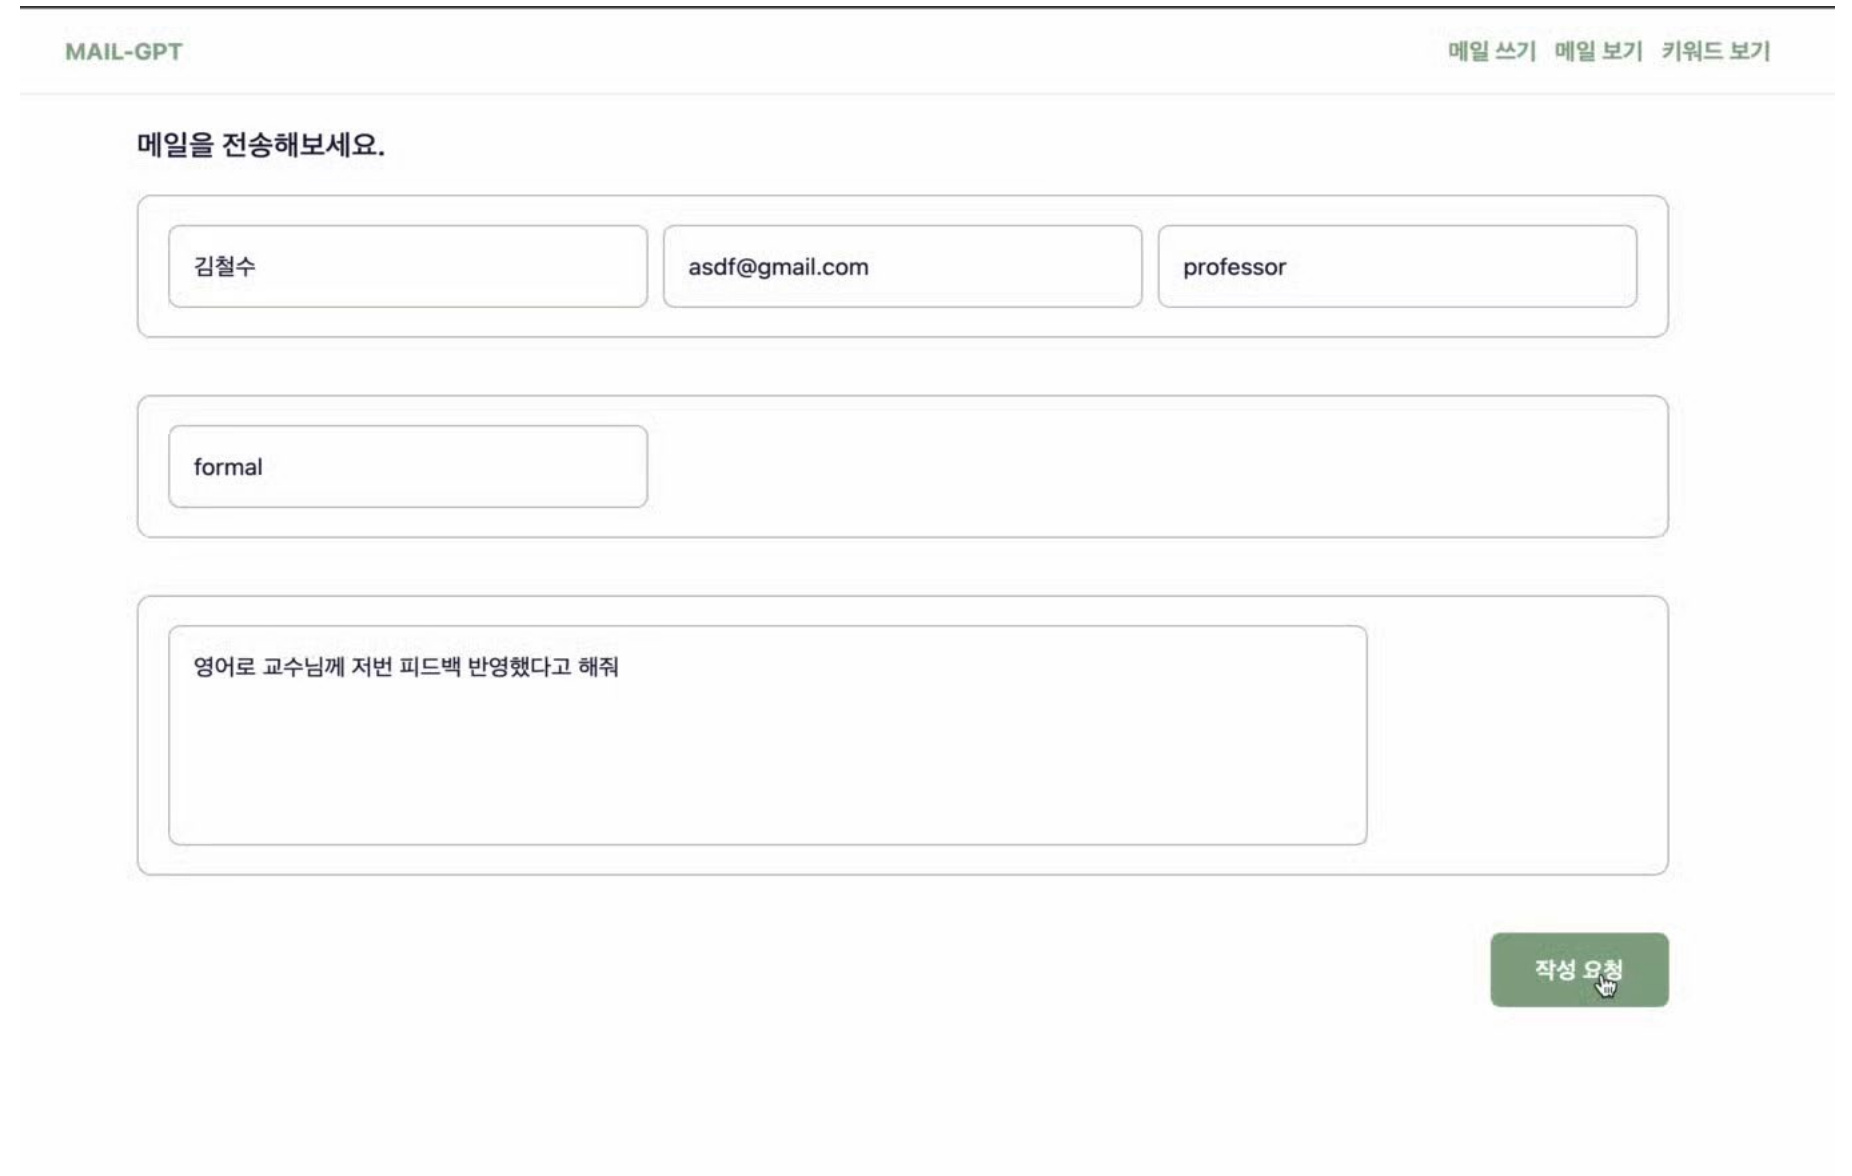 MAIL-GPT
메일 쓰기 메일 보기 키워드 보기
메일을 전송해보세요.
김철수 asdf@gmail.com professor
formal
영어로 교수님께 저번 피드백 반영했다고 해줘
작성 요청